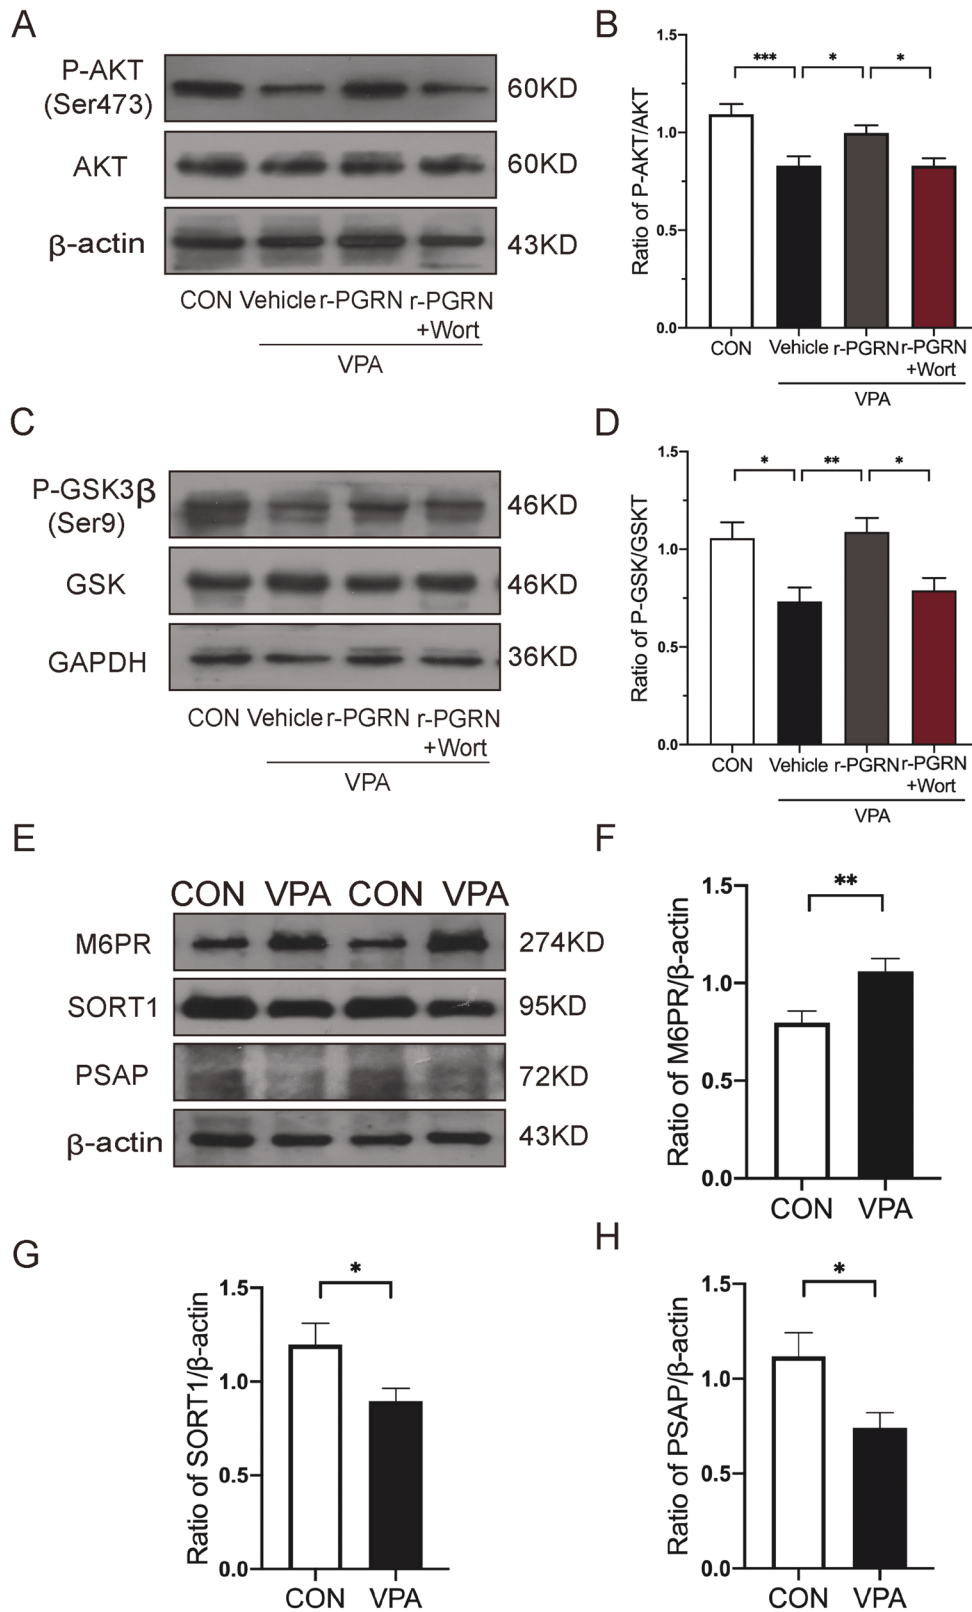 A
P-AKT
(Ser473)
60KD
AKT
60KD
β-actin
43KD
CON Vehicle r-PGRN r-PGRN
+Wort
VPA
B
Ratio of P-AKT/AKT
1.5
1.0
0.5
0.0
*** * *
CON Vehicle r-PGRN r-PGRN
+Wort
VPA
C
P-GSK3β
(Ser9)
46KD
GSK
46KD
GAPDH
36KD
CON Vehicle r-PGRN r-PGRN
+Wort
VPA
D
Ratio of P-GSK/GSKT
1.5
1.0
0.5
0.0
* ** *
CON Vehicle r-PGRN r-PGRN
+Wort
VPA
E
CON VPA CON VPA
M6PR
274KD
SORT1
95KD
PSAP
72KD
β-actin
43KD
F
Ratio of M6PR/β-actin
1.5
1.0
0.5
0.0
**
CON VPA
G
Ratio of SORT1/β-actin
1.5
1.0
0.5
0.0
*
CON VPA
H
Ratio of PSAP/β-actin
1.5
1.0
0.5
0.0
*
CON VPA